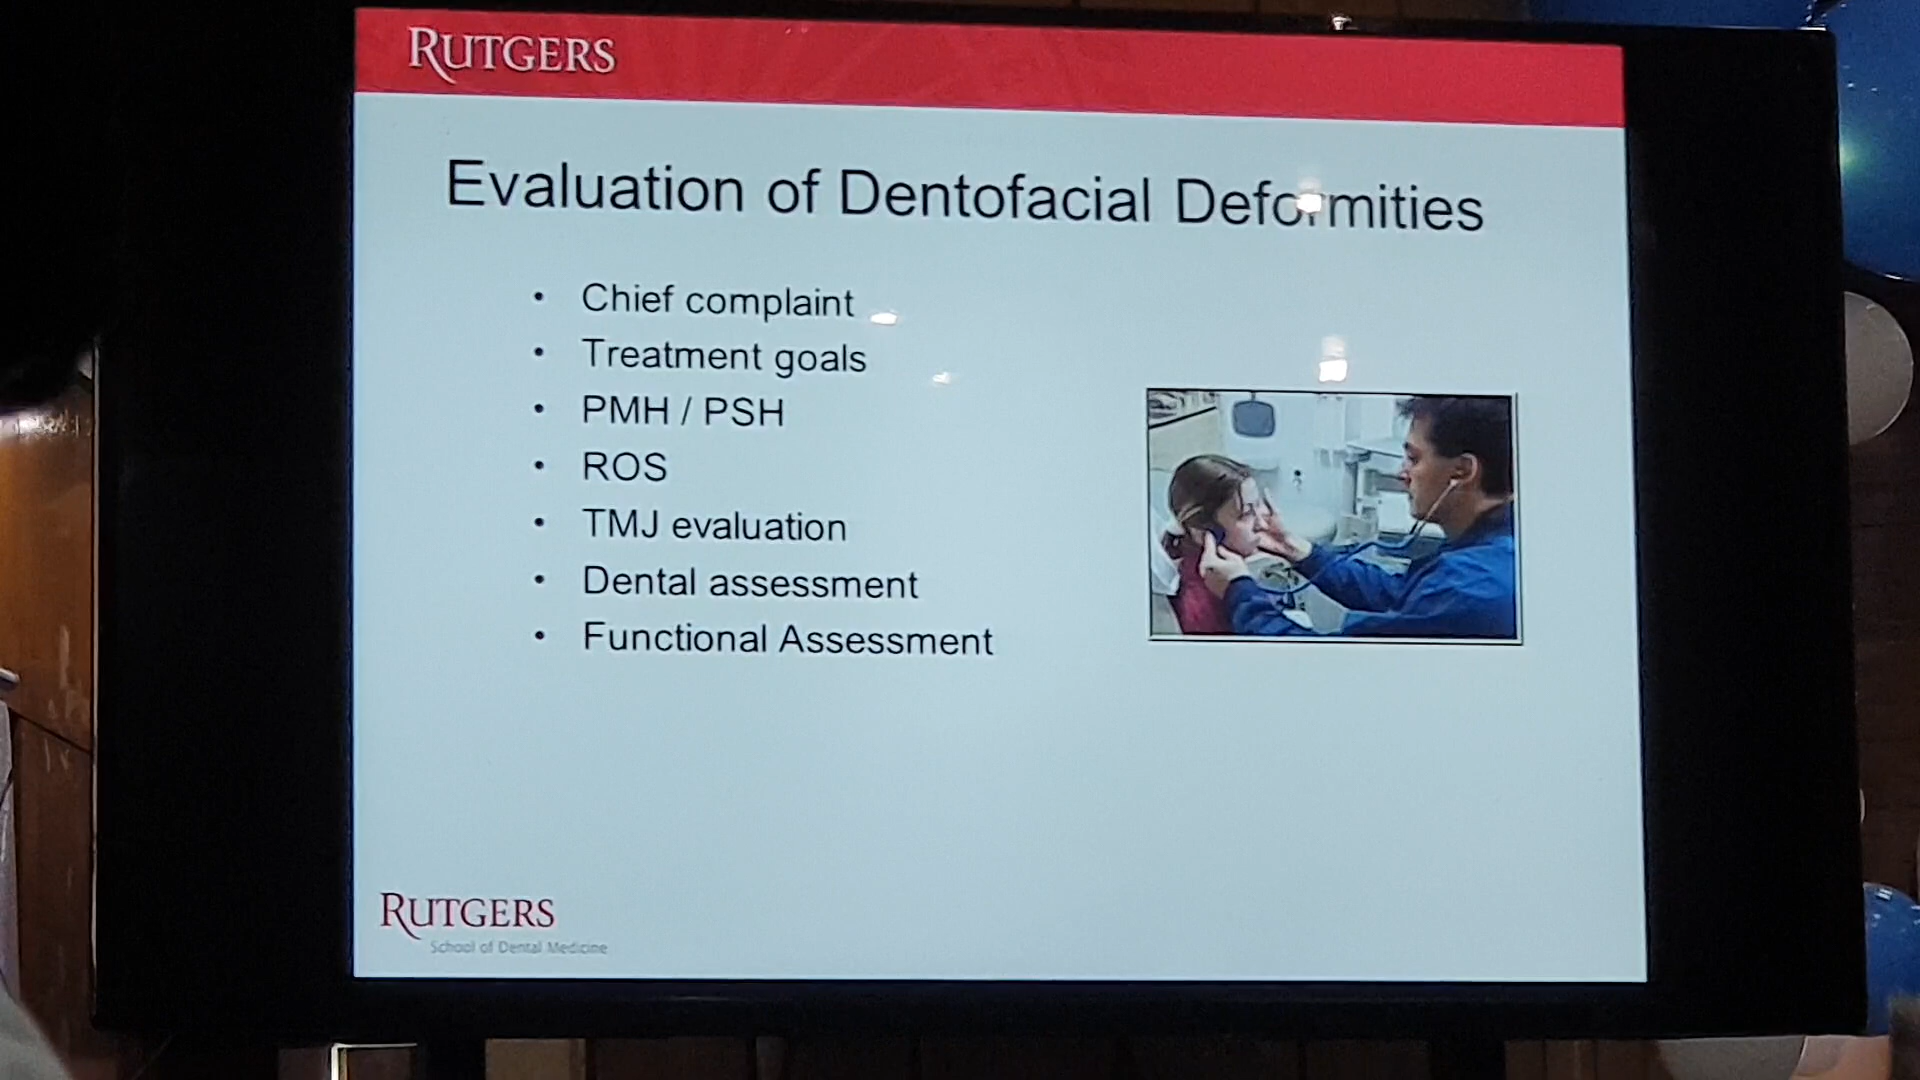 RUTGERS
Evaluation of Dentofacial Deformities
• Chief complaint
• Treatment goals
• PMH / PSH
• ROS
• TMJ evaluation
• Dental assessment
• Functional Assessment
RUTGERS
School of Dental Medicine